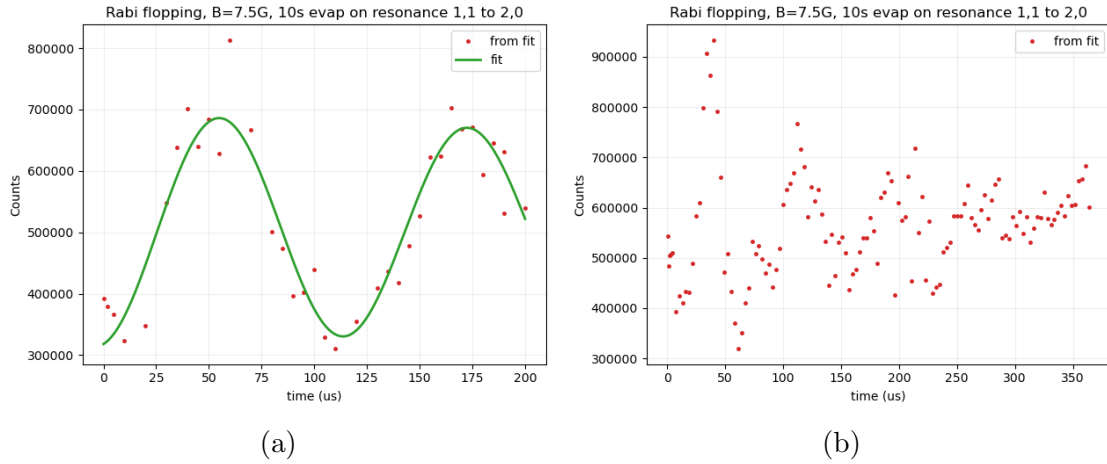 Rabi flopping, B=7.5G, 10s evap on resonance 1,1 to 2,0
800000
700000
600000
500000
400000
300000
Counts
from fit
fit
0
25
50
75
100
125
150
175
200
time (us)
(a)
Rabi flopping, B=7.5G, 10s evap on resonance 1,1 to 2,0
900000
800000
700000
600000
500000
400000
300000
Counts
from fit
0
50
100
150
200
250
300
350
time (us)
(b)